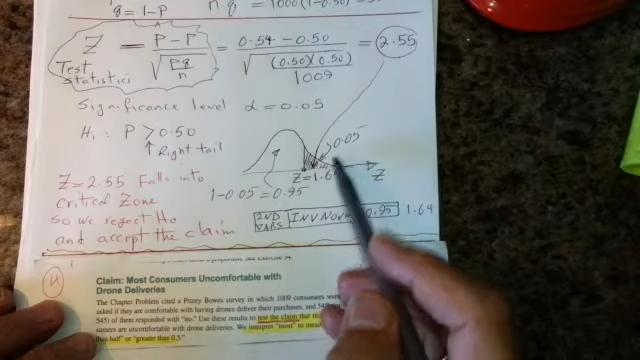 q = 1-P
n.q = 1000(1-0.50) =
Z = P̂ - P / √(Pq/n) = 0.54 - 0.50 / √((0.50)(0.50)/1009) = 2.55
Test
statistici
Significance level α = 0.05
H₁ : P > 0.50
Right tail
0.05
Z = 1.6
Z
Z = 2.55 Falls into
1-0.05 = 0.95
critical Zone
So we reject H₀
2ND VARS INVNORM 0.95 1.64
and accept the claim
4
Claim: Most Consumers Uncomfortable with
Drone Deliveries
The Chapter Problem cited a Pitney Bowes survey in which 1009 consumers
asked if they are comfortable with having drones deliver their purchases, and
545) of them responded with "no." Use these results to test the claim that
sumers are uncomfortable with drone deliveries. We interpret "most" to mean
than half" or "greater than 0.5."